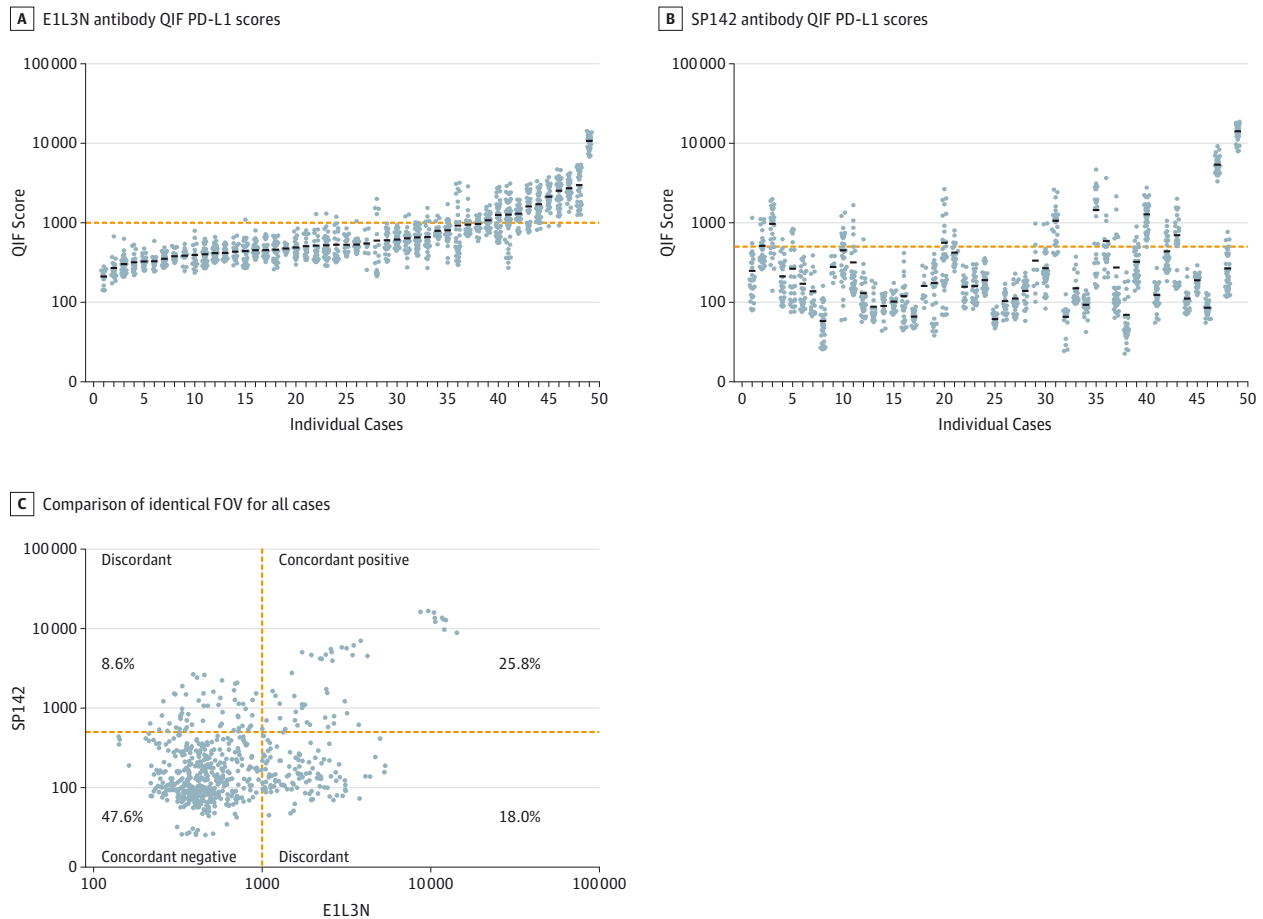 A E1L3N antibody QIF PD-L1 scores
100 000
10 000
1000
100
0
QIF Score
0 5 10 15 20 25 30 35 40 45 50
Individual Cases
B SP142 antibody QIF PD-L1 scores
100 000
10 000
1000
100
0
QIF Score
0 5 10 15 20 25 30 35 40 45 50
Individual Cases
C Comparison of identical FOV for all cases
100 000
10 000
1000
100
0
SP142
Discordant Concordant positive
8.6% 25.8%
47.6% 18.0%
Concordant negative Discordant
100 1000 10 000 100 000
E1L3N